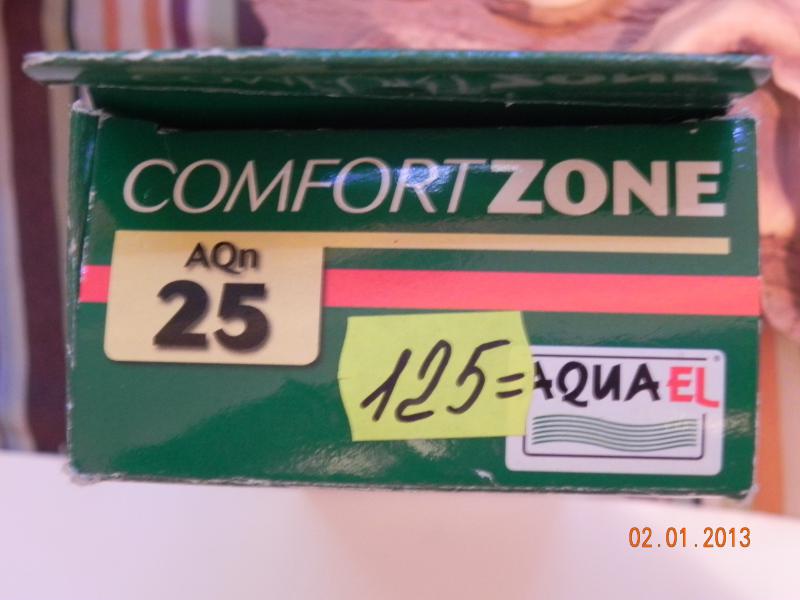 COMFORTZONE
AQn
25
125=
AQUAEL
02.01.2013